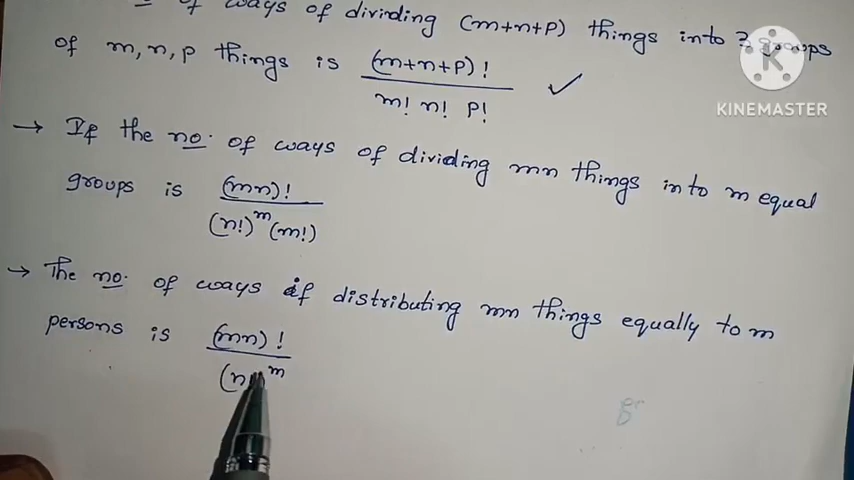 of ways of dividing (m+n+p) things into 3 groups
of m, n, p things is (m+n+p)! / m! n! p! ✓
KINEMASTER
→ If the no. of ways of dividing mn things into m equal
groups is (mn)! / (n!)^m (m!)
→ The no. of ways if distributing mn things equally to m
persons is (mn)! / (n!)^m